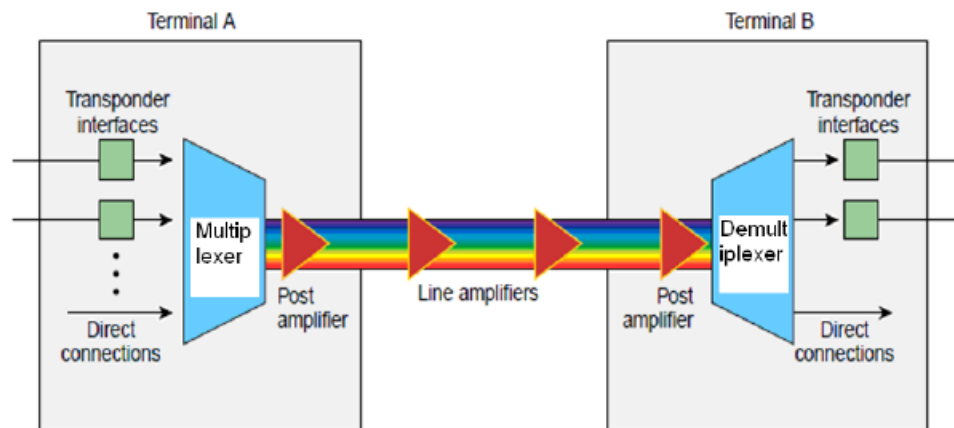 Terminal A
Terminal B
Transponder
interfaces
Transponder
interfaces
Multip
lexer
Demult
iplexer
Post
amplifier
Line amplifiers
Post
amplifier
Direct
connections
Direct
connections